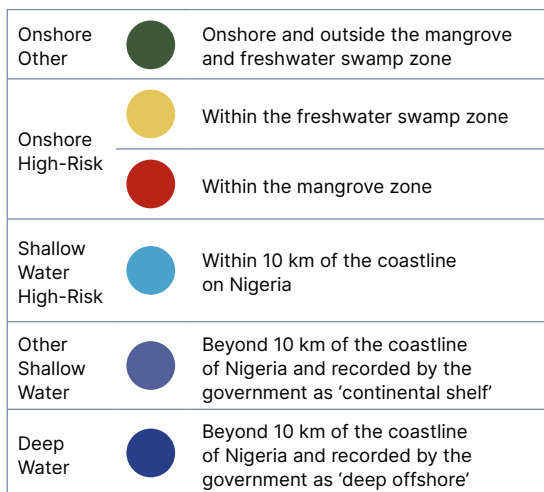 Onshore
Other
Onshore and outside the mangrove
and freshwater swamp zone
Onshore
High-Risk
Within the freshwater swamp zone
Within the mangrove zone
Shallow
Water
High-Risk
Within 10 km of the coastline
on Nigeria
Other
Shallow
Water
Beyond 10 km of the coastline
of Nigeria and recorded by the
government as ‘continental shelf’
Deep
Water
Beyond 10 km of the coastline
of Nigeria and recorded by the
government as ‘deep offshore’